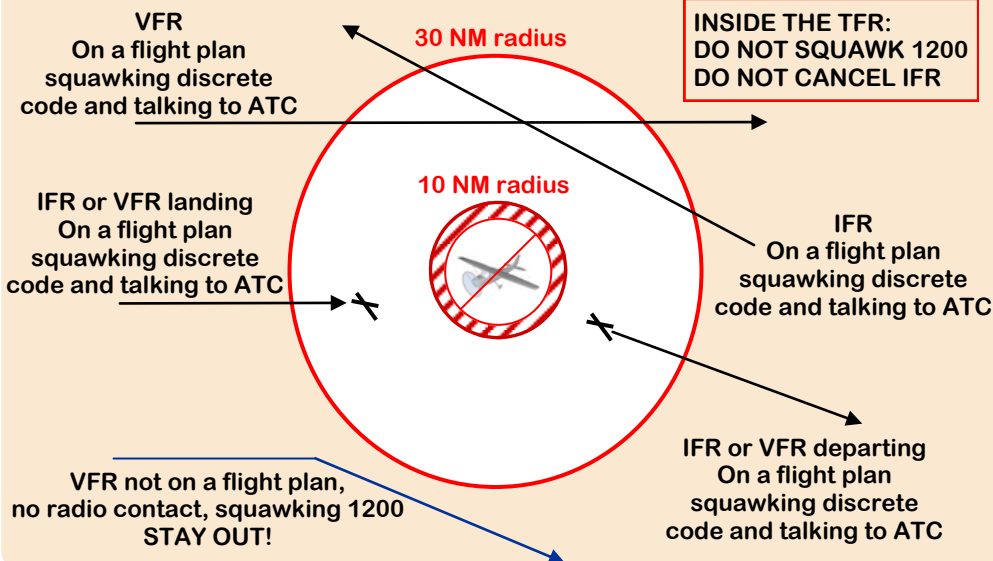 VFR
On a flight plan
squawking discrete
code and talking to ATC
30 NM radius
INSIDE THE TFR:
DO NOT SQUAWK 1200
DO NOT CANCEL IFR
10 NM radius
IFR or VFR landing
On a flight plan
squawking discrete
code and talking to ATC
IFR
On a flight plan
squawking discrete
code and talking to ATC
VFR not on a flight plan,
no radio contact, squawking 1200
STAY OUT!
IFR or VFR departing
On a flight plan
squawking discrete
code and talking to ATC